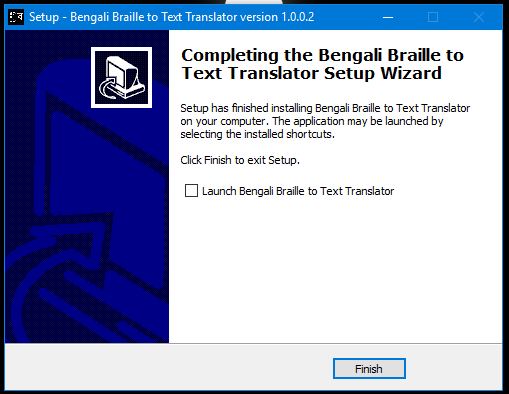 Setup - Bengali Braille to Text Translator version 1.0.0.2
Completing the Bengali Braille to
Text Translator Setup Wizard
Setup has finished installing Bengali Braille to Text Translator
on your computer. The application may be launched by
selecting the installed shortcuts.
Click Finish to exit Setup.
Launch Bengali Braille to Text Translator
Finish